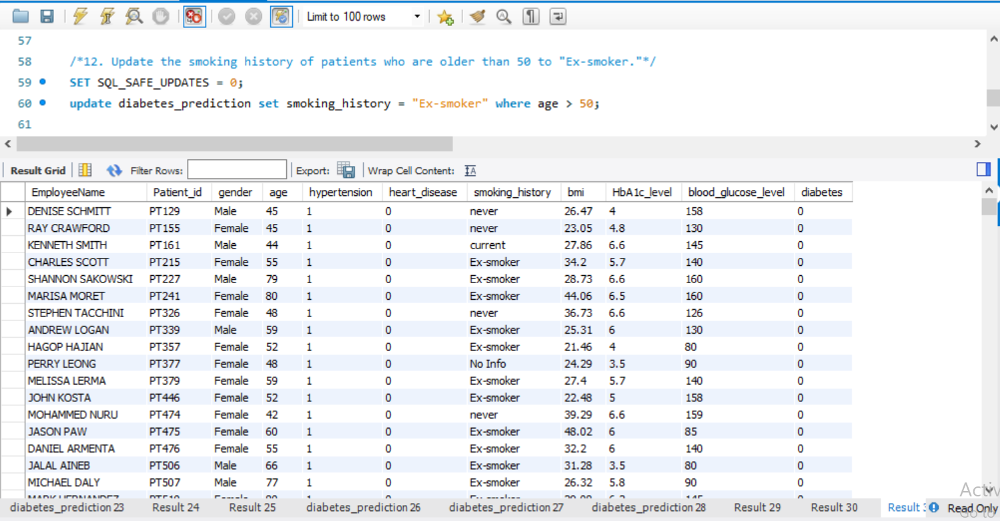 Limit to 100 rows
57
58 /*12. Update the smoking history of patients who are older than 50 to "Ex-smoker."*/
59 SET SQL_SAFE_UPDATES = 0;
60 update diabetes_prediction set smoking_history = "Ex-smoker" where age > 50;
61
Result Grid Filter Rows: Export: Wrap Cell Content:
EmployeeName Patient_id gender age hypertension heart_disease smoking_history bmi HbA1c_level blood_glucose_level diabetes
DENISE SCHMITT PT129 Male 45 1 0 never 26.47 4 158 0
RAY CRAWFORD PT155 Female 45 1 0 never 23.05 4.8 130 0
KENNETH SMITH PT161 Male 44 1 0 current 27.86 6.6 145 0
CHARLES SCOTT PT215 Female 55 1 0 Ex-smoker 34.2 5.7 140 0
SHANNON SAKOWSKI PT227 Male 79 1 0 Ex-smoker 28.73 6.6 160 0
MARISA MORET PT241 Female 80 1 0 Ex-smoker 44.06 6.5 160 0
STEPHEN TACCHINI PT326 Female 48 1 0 never 36.73 6.6 126 0
ANDREW LOGAN PT339 Male 59 1 0 Ex-smoker 25.31 6 130 0
HAGOP HAJIAN PT357 Female 52 1 0 Ex-smoker 21.46 4 80 0
PERRY LEONG PT377 Female 48 1 0 No Info 24.29 3.5 90 0
MELISSA LERMA PT379 Female 59 1 0 Ex-smoker 27.4 5.7 140 0
JOHN KOSTA PT446 Female 52 1 0 Ex-smoker 22.48 5 158 0
MOHAMMED NURU PT474 Female 42 1 0 never 39.29 6.6 159 0
JASON PAW PT475 Female 60 1 0 Ex-smoker 48.02 6 85 0
DANIEL ARMENTA PT476 Female 55 1 0 Ex-smoker 32.2 6 140 0
JALAL AINEB PT506 Male 66 1 0 Ex-smoker 31.28 3.5 80 0
MICHAEL DALY PT507 Male 77 1 0 Ex-smoker 26.32 5.8 90 0
diabetes_prediction 23 Result 24 Result 25 diabetes_prediction 26 diabetes_prediction 27 diabetes_prediction 28 Result 29 Result 30 Result Read Only